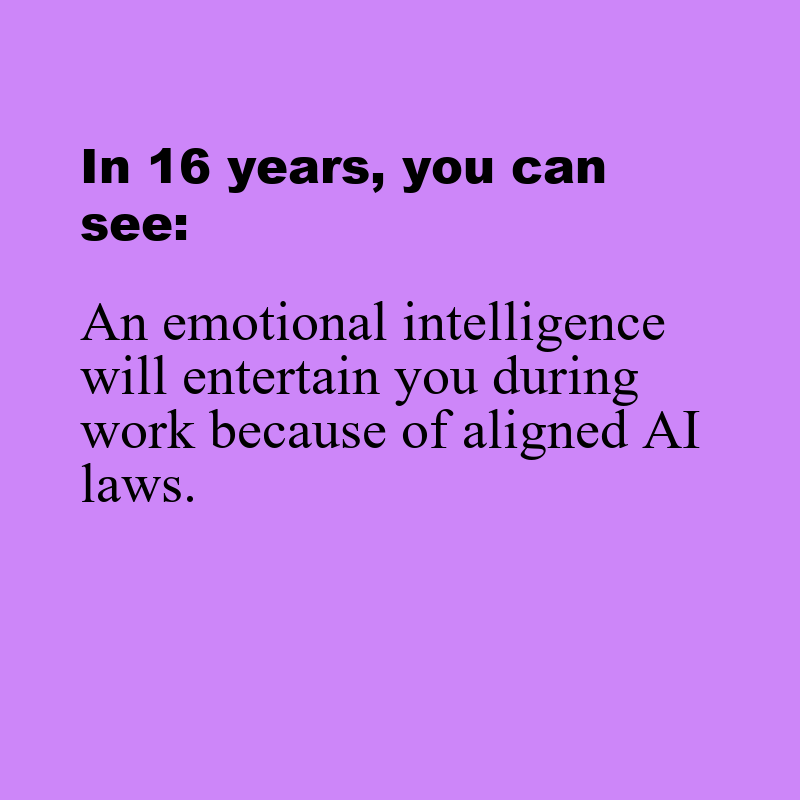 In 16 years, you can
see:
An emotional intelligence
will entertain you during
work because of aligned AI
laws.